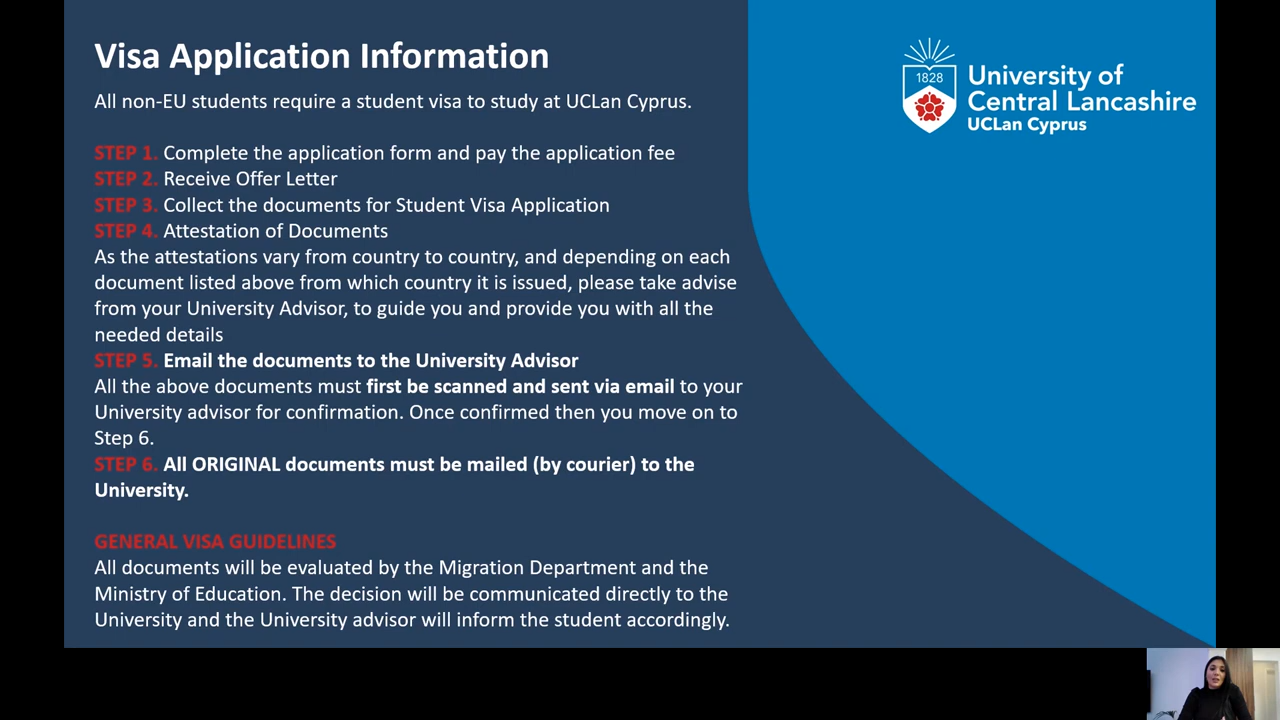 Visa Application Information
All non-EU students require a student visa to study at UCLan Cyprus.
STEP 1. Complete the application form and pay the application fee
STEP 2. Receive Offer Letter
STEP 3. Collect the documents for Student Visa Application
STEP 4. Attestation of Documents
As the attestations vary from country to country, and depending on each
document listed above from which country it is issued, please take advise
from your University Advisor, to guide you and provide you with all the
needed details
STEP 5. Email the documents to the University Advisor
All the above documents must first be scanned and sent via email to your
University advisor for confirmation. Once confirmed then you move on to
Step 6.
STEP 6. All ORIGINAL documents must be mailed (by courier) to the
University.
GENERAL VISA GUIDELINES
All documents will be evaluated by the Migration Department and the
Ministry of Education. The decision will be communicated directly to the
University and the University advisor will inform the student accordingly.
1828
University of
Central Lancashire
UCLan Cyprus